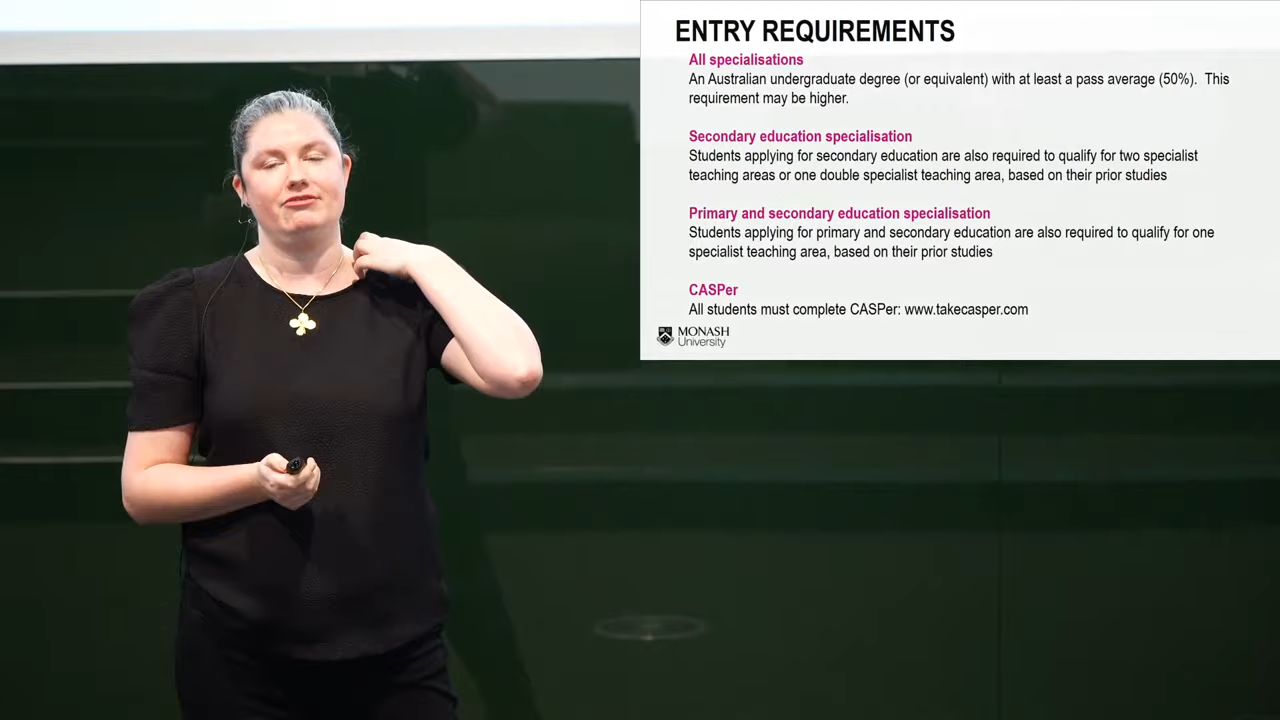 ENTRY REQUIREMENTS
All specialisations
An Australian undergraduate degree (or equivalent) with at least a pass average (50%).  This
requirement may be higher.
Secondary education specialisation
Students applying for secondary education are also required to qualify for two specialist
teaching areas or one double specialist teaching area, based on their prior studies
Primary and secondary education specialisation
Students applying for primary and secondary education are also required to qualify for one
specialist teaching area, based on their prior studies
CASPer
All students must complete CASPer: www.takecasper.com
MONASH
University